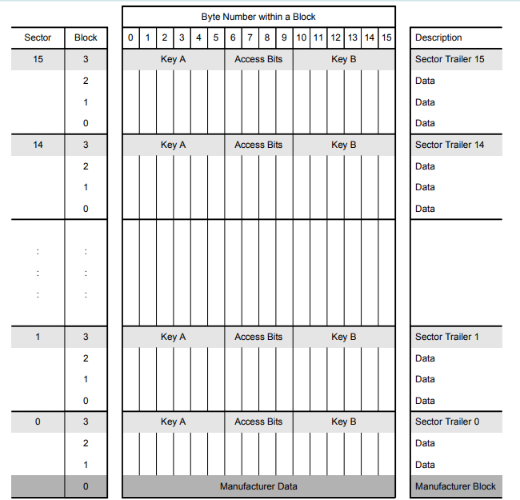 Byte Number within a Block
Sector Block 0 1 2 3 4 5 6 7 8 9 10 11 12 13 14 15 Description
15 3 Key A Access Bits Key B Sector Trailer 15
2 Data
1 Data
0 Data
14 3 Key A Access Bits Key B Sector Trailer 14
2 Data
1 Data
0 Data
: :
: :
: :
1 3 Key A Access Bits Key B Sector Trailer 1
2 Data
1 Data
0 Data
0 3 Key A Access Bits Key B Sector Trailer 0
2 Data
1 Data
0 Manufacturer Data Manufacturer Block